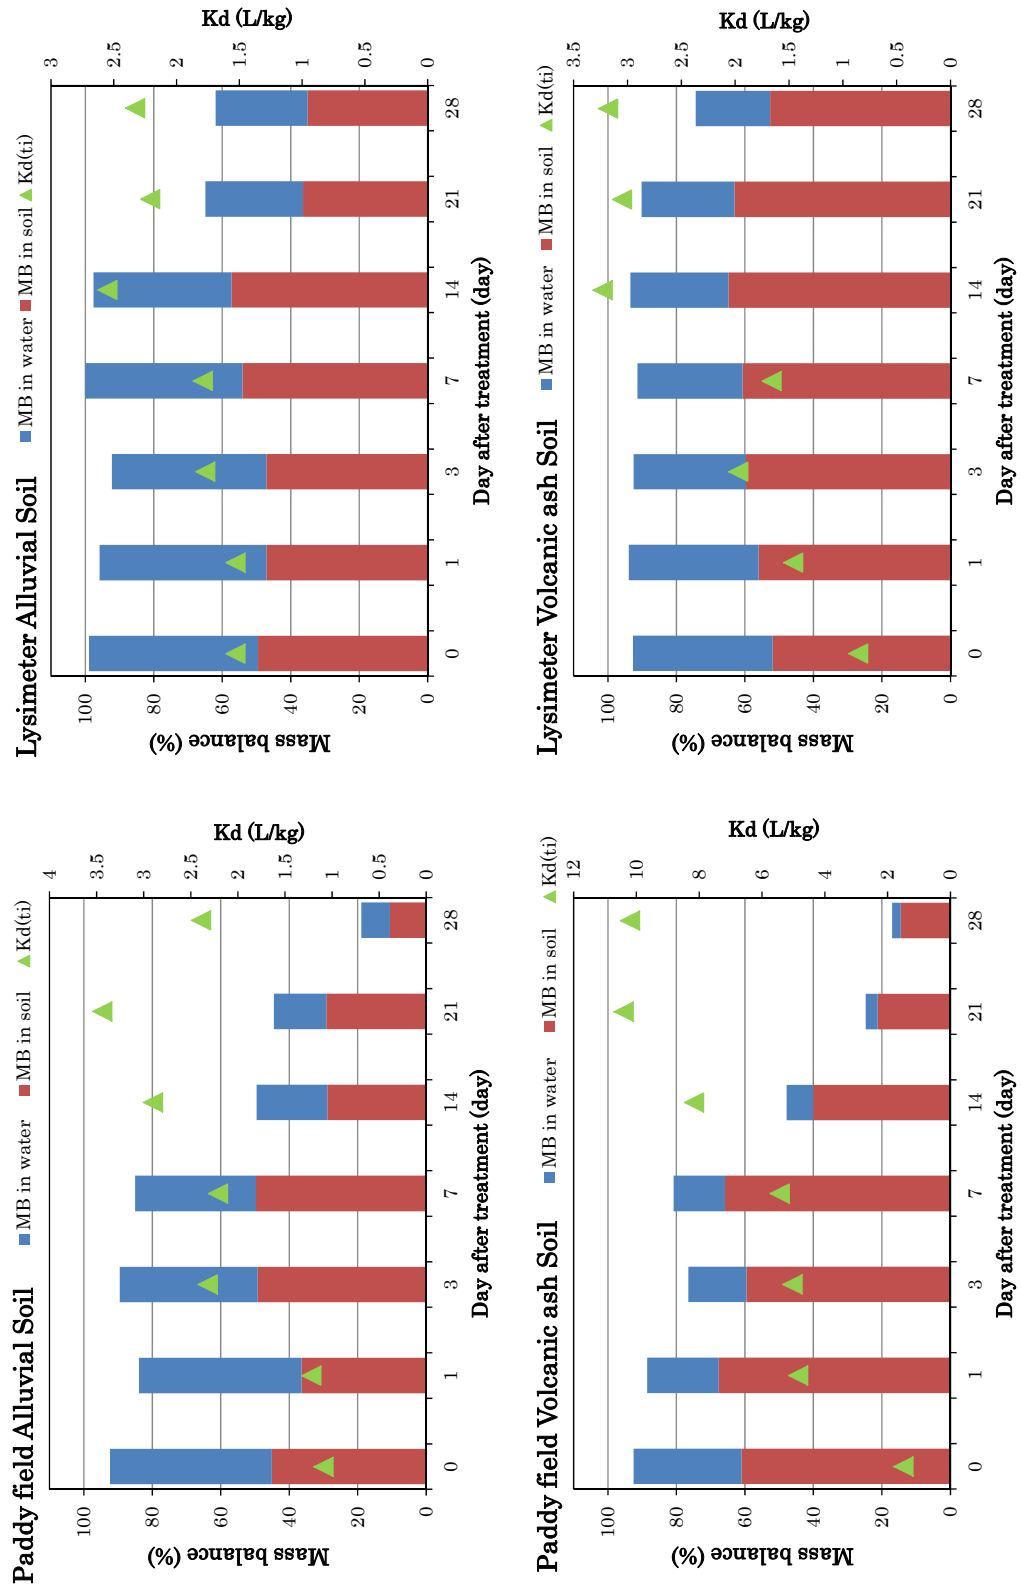 Paddy field Alluvial Soil
MB in water MB in soil Kd(ti)
Mass balance (%)
100
80
60
40
20
0
4
3.5
3
2.5
2
1.5
1
0.5
0
Kd (L/kg)
0 1 3 7 14 21 28
Day after treatment (day)
Lysimeter Alluvial Soil
MB in water MB in soil Kd(ti)
Mass balance (%)
100
80
60
40
20
0
3
2.5
2
1.5
1
0.5
0
Kd (L/kg)
0 1 3 7 14 21 28
Day after treatment (day)
Paddy field Volcanic ash Soil
MB in water MB in soil Kd(ti)
Mass balance (%)
100
80
60
40
20
0
12
10
8
6
4
2
0
Kd (L/kg)
0 1 3 7 14 21 28
Day after treatment (day)
Lysimeter Volcanic ash Soil
MB in water MB in soil Kd(ti)
Mass balance (%)
100
80
60
40
20
0
3.5
3
2.5
2
1.5
1
0.5
0
Kd (L/kg)
0 1 3 7 14 21 28
Day after treatment (day)